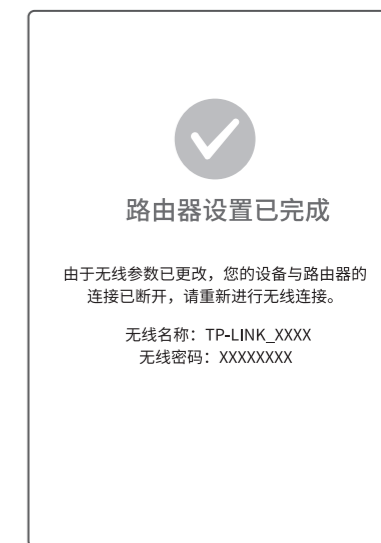 路由器设置已完成
由于无线参数已更改，您的设备与路由器的
连接已断开，请重新进行无线连接。
无线名称：TP-LINK_XXXX
无线密码：XXXXXXXX